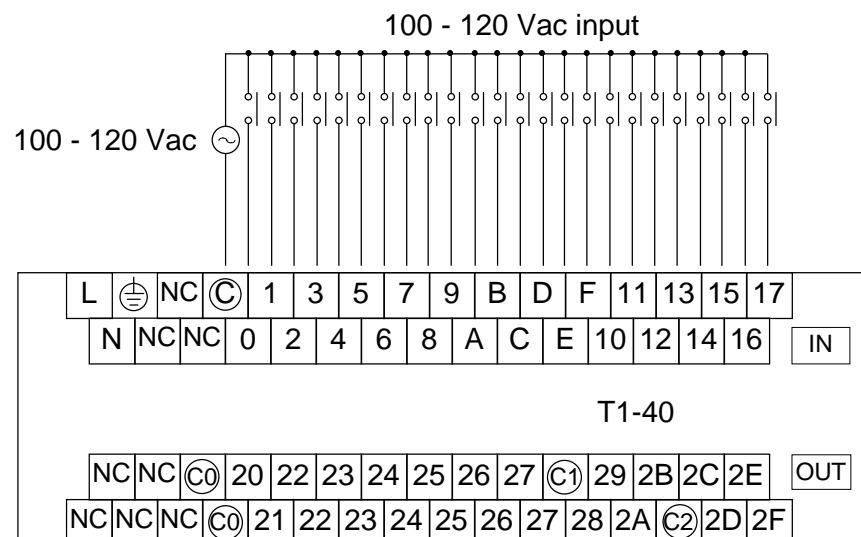 100 - 120 Vac input
100 - 120 Vac
L NC C 1 3 5 7 9 B D F 11 13 15 17
N NC NC 0 2 4 6 8 A C E 10 12 14 16 IN
T1-40
NC NC C0 20 22 23 24 25 26 27 C1 29 2B 2C 2E OUT
NC NC NC C0 21 22 23 24 25 26 27 28 2A C2 2D 2F